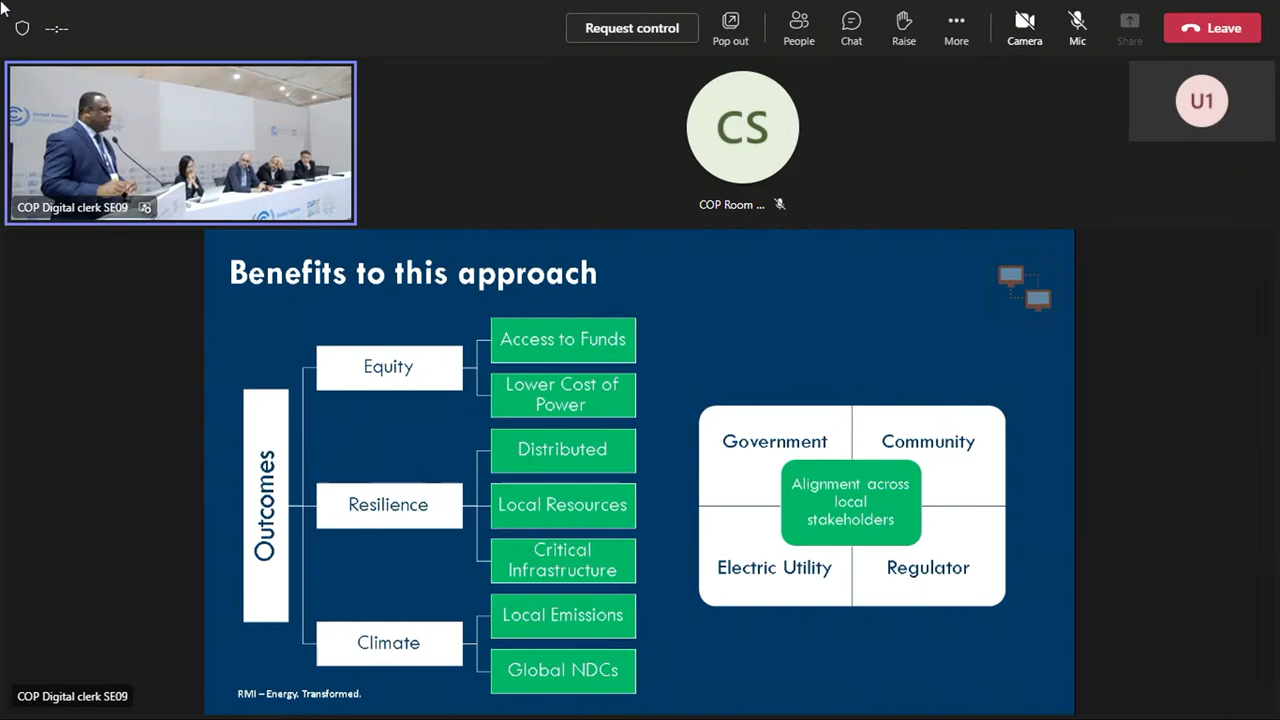 --:--
Request control
Pop out
People
Chat
Raise
More
Camera
Mic
Share
Leave
United Nations
COP Digital clerk SE09
CS
COP Room ...
U1
Benefits to this approach
Outcomes
Equity
Access to Funds
Lower Cost of
Power
Resilience
Distributed
Local Resources
Critical
Infrastructure
Climate
Local Emissions
Global NDCs
Government
Community
Alignment across
local
stakeholders
Electric Utility
Regulator
RMI – Energy. Transformed.
COP Digital clerk SE09